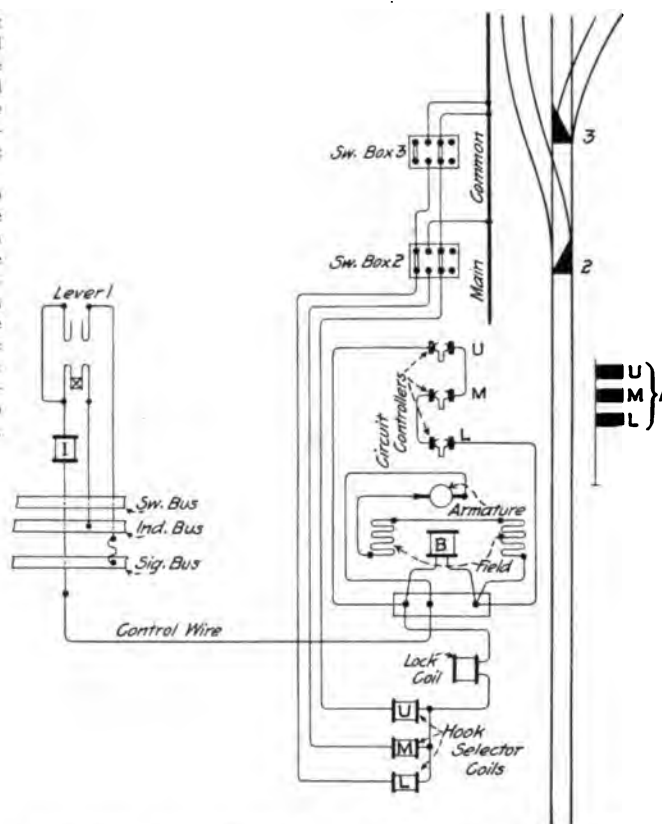 Sw. Box 3
Common
3
Sw. Box 2
Main
2
Lever 1
U
M
L
Circuit
Controllers
U
M
L
I
Sw. Bus
Ind. Bus
Sig. Bus
Armature
B
Field
Control Wire
Lock
Coil
U
M
L
Hook
Selector
Coils